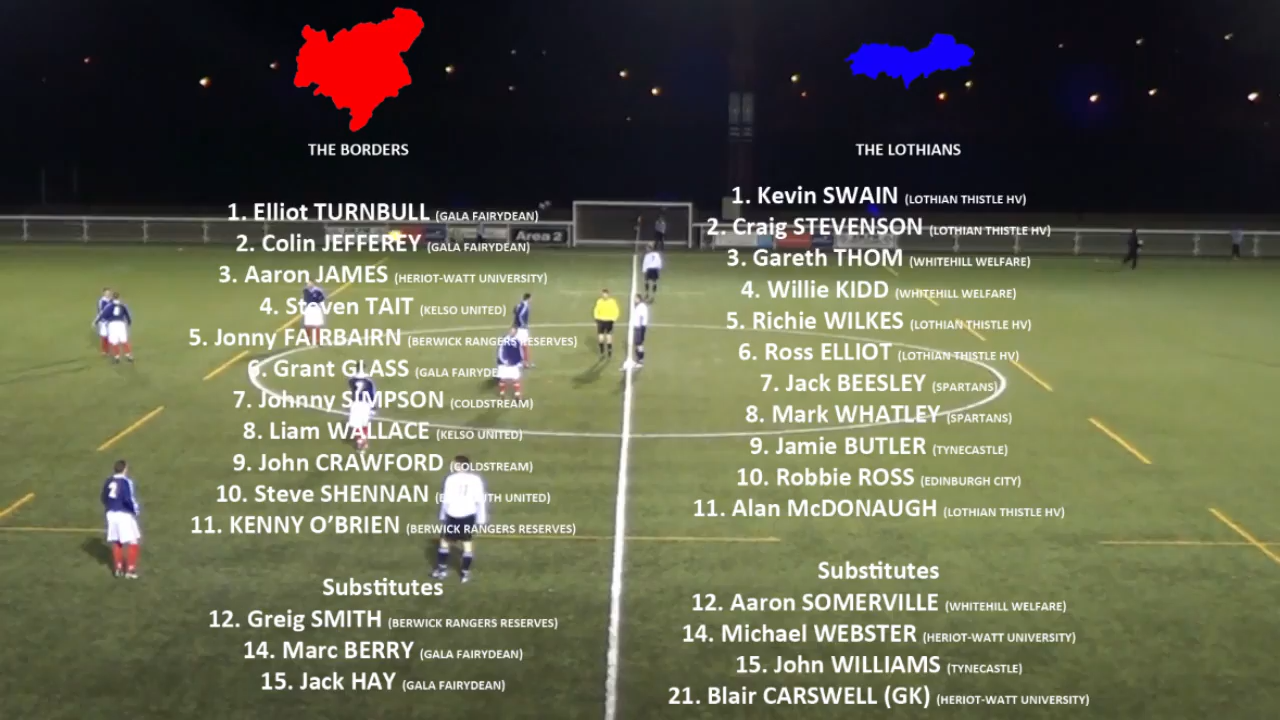 THE BORDERS
1. Elliot TURNBULL (GALA FAIRYDEAN)
2. Colin JEFFEREY (GALA FAIRYDEAN)
3. Aaron JAMES (HERIOT-WATT UNIVERSITY)
4. Steven TAIT (KELSO UNITED)
5. Jonny FAIRBAIRN (BERWICK RANGERS RESERVES)
6. Grant GLASS (GALA
7. Johnny SIMPSON (COLDSTREAM)
8. Liam WALLACE (KELSO UNITED)
9. John CRAWFORD (COLDSTREAM)
10. Steve SHENNAN UNITED)
11. KENNY O’BRIEN (BERWICK RANGERS RESERVES)
Substitutes
12. Greig SMITH (BERWICK RANGERS RESERVES)
14. Marc BERRY (GALA FAIRYDEAN)
15. Jack HAY (GALA FAIRYDEAN)
THE LOTHIANS
1. Kevin SWAIN (LOTHIAN THISTLE HV)
2. Craig STEVENSON (LOTHIAN THISTLE HV)
3. Gareth THOM (WHITEHILL WELFARE)
4. Willie KIDD (WHITEHILL WELFARE)
5. Richie WILKES (LOTHIAN THISTLE HV)
6. Ross ELLIOT (LOTHIAN THISTLE HV)
7. Jack BEESLEY (SPARTANS)
8. Mark WHATLEY (SPARTANS)
9. Jamie BUTLER (TYNECASTLE)
10. Robbie ROSS (EDINBURGH CITY)
11. Alan McDONAUGH (LOTHIAN THISTLE HV)
Substitutes
12. Aaron SOMERVILLE (WHITEHILL WELFARE)
14. Michael WEBSTER (HERIOT-WATT UNIVERSITY)
15. John WILLIAMS (TYNECASTLE)
21. Blair CARSWELL (GK) (HERIOT-WATT UNIVERSITY)
Area 2
2